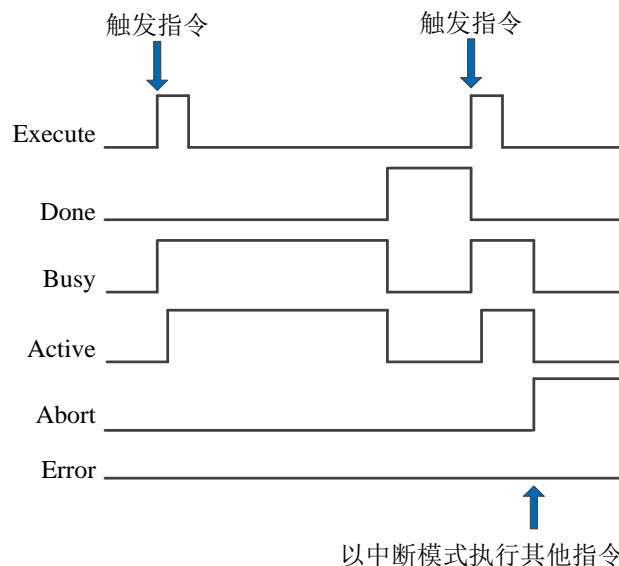 触发指令 触发指令
Execute
Done
Busy
Active
Abort
Error
以中断模式执行其他指令